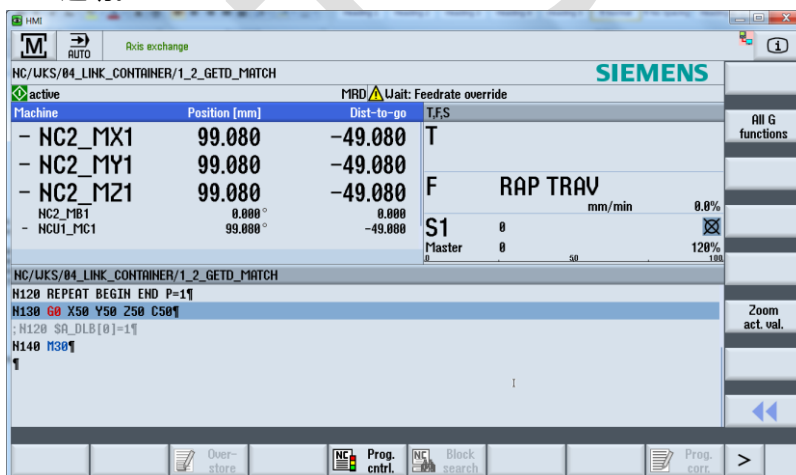 HMI
M
AUTO
Axis exchange
NC/WKS/04_LINK_CONTAINER/1_2_GETD_MATCH
SIEMENS
active
MRD Wait: Feedrate override
Machine Position [mm] Dist-to-go
- NC2_MX1 99.080 -49.080
- NC2_MY1 99.080 -49.080
- NC2_MZ1 99.080 -49.080
NC2_MB1 0.000° 0.000
- NCU1_MC1 99.080° -49.080
T,F,S
T
F RAP TRAV
mm/min 0.0%
S1 0
Master 0 120%
0 50 100
NC/WKS/04_LINK_CONTAINER/1_2_GETD_MATCH
N120 REPEAT BEGIN END P=1¶
N130 G0 X50 Y50 Z50 C50¶
;N120 $A_DLB[0]=1¶
N140 M30¶
¶
All G
functions
Zoom
act. val.
Over-
store
NC Prog.
cntrl.
NC Block
search
Prog.
corr.
>